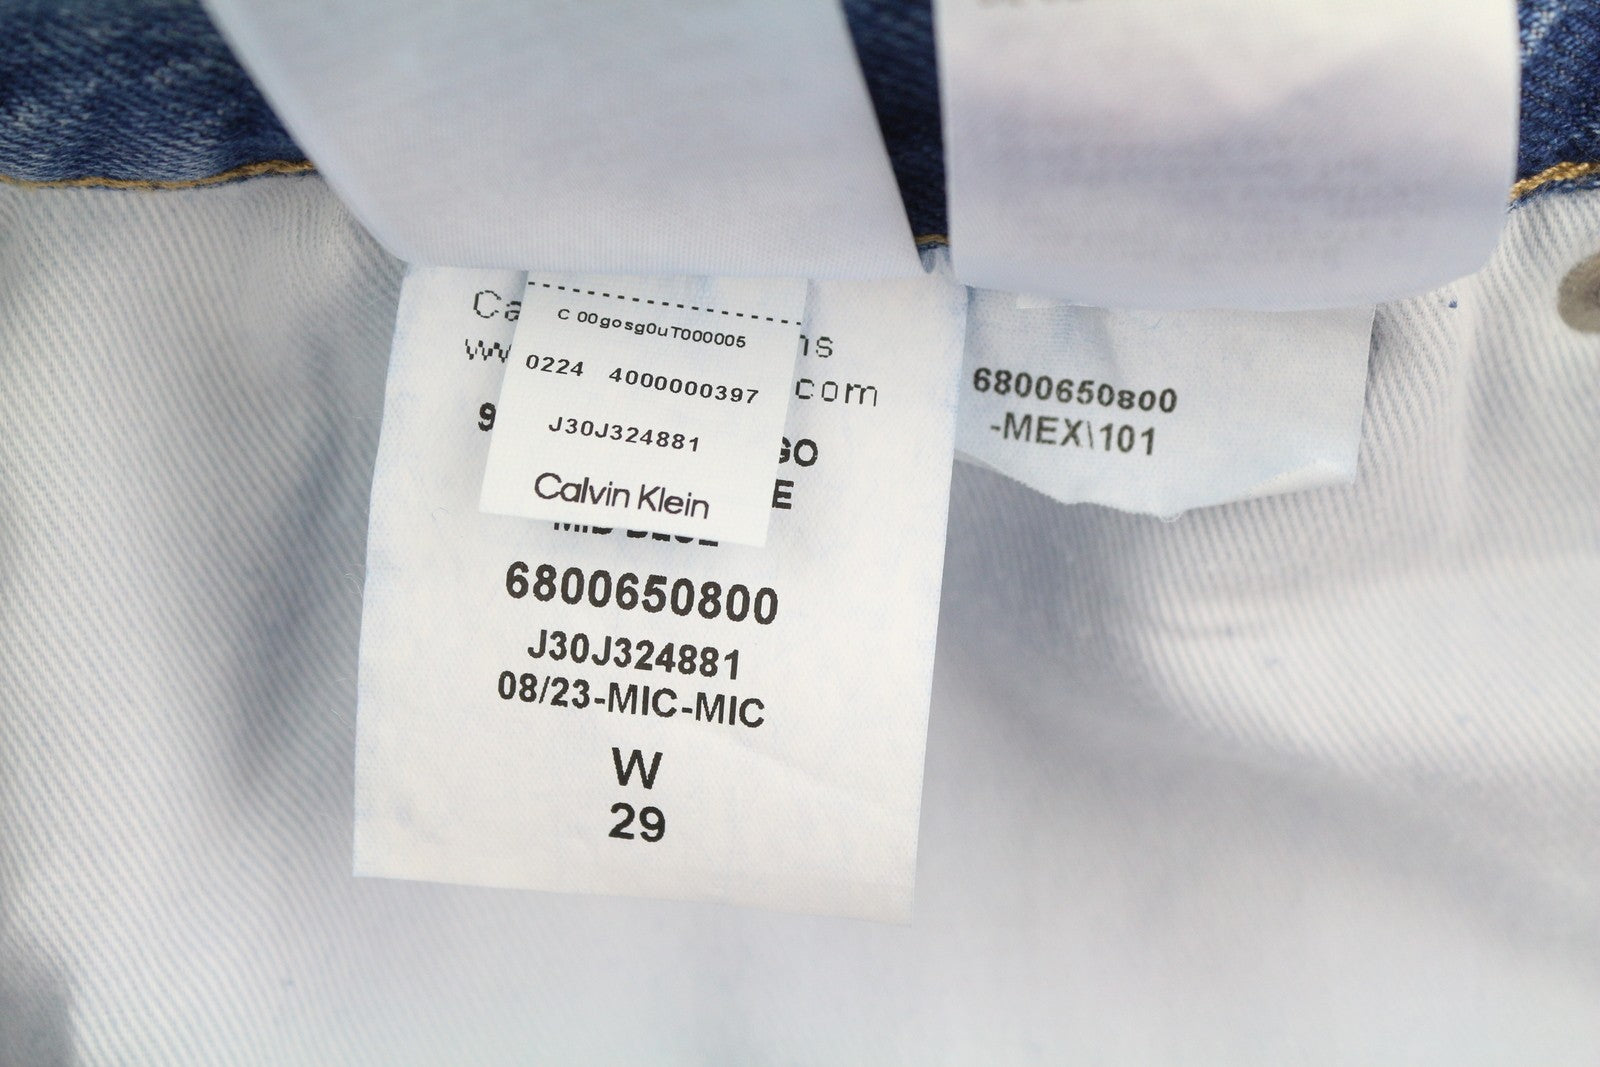 C 00gosg0uT000005
0224 4000000397
J30J324881
Calvin Klein
6800650800
J30J324881
08/23-MIC-MIC
W
29
6800650800
-MEX\101